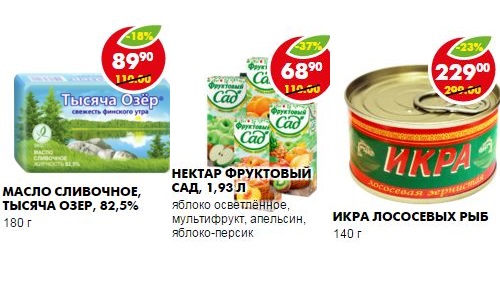 -18%
89 90
110.00
Тысяча Озёр
свежесть финского утра
МАСЛО
СЛИВОЧНОЕ
МАСЛО СЛИВОЧНОЕ,
ТЫСЯЧА ОЗЕР, 82,5%
180 г
-37%
68 90
110.00
Фруктовый
Сад
Фруктовый
Сад
Фруктовый
Сад
НЕКТАР ФРУКТОВЫЙ
САД, 1,93 Л
яблоко осветлённое,
мультифрукт, апельсин,
яблоко-персик
-23%
229 00
299.00
ИКРА
лососевая зернистая
ИКРА ЛОСОСЕВЫХ РЫБ
140 г